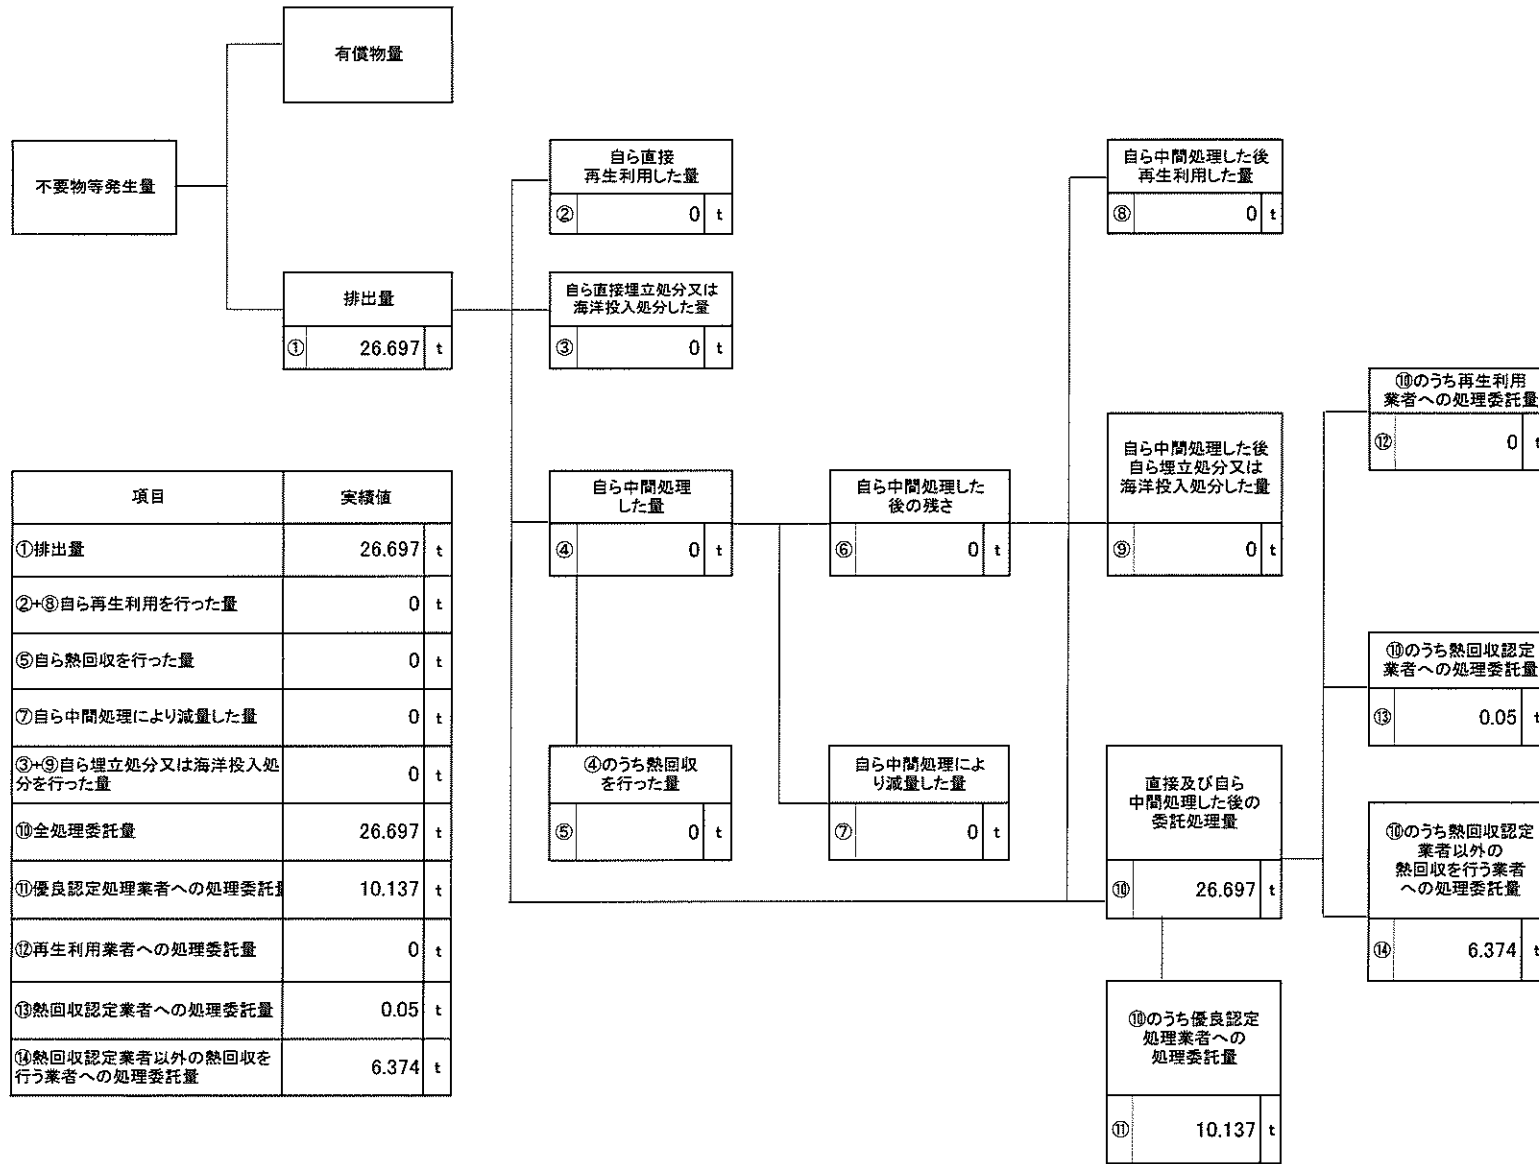 有償物量
不要物等発生量
排出量
① 26.697 t
自ら直接
再生利用した量
② 0 t
自ら直接埋立処分又は
海洋投入処分した量
③ 0 t
自ら中間処理
した量
④ 0 t
④のうち熱回収
を行った量
⑤ 0 t
自ら中間処理した
後の残さ
⑥ 0 t
自ら中間処理によ
り減量した量
⑦ 0 t
自ら中間処理した後
再生利用した量
⑧ 0 t
自ら中間処理した後
自ら埋立処分又は
海洋投入処分した量
⑨ 0 t
直接及び自ら
中間処理した後の
委託処理量
⑩ 26.697 t
⑩のうち優良認定
処理業者への
処理委託量
⑪ 10.137 t
⑩のうち再生利用
業者への処理委託量
⑫ 0 t
⑩のうち熱回収認定
業者への処理委託量
⑬ 0.05 t
⑩のうち熱回収認定
業者以外の
熱回収を行う業者
への処理委託量
⑭ 6.374 t
項目 実績値
①排出量 26.697 t
②+⑧自ら再生利用を行った量 0 t
⑤自ら熱回収を行った量 0 t
⑦自ら中間処理により減量した量 0 t
③+⑨自ら埋立処分又は海洋投入処
分を行った量 0 t
⑩全処理委託量 26.697 t
⑪優良認定処理業者への処理委託量 10.137 t
⑫再生利用業者への処理委託量 0 t
⑬熱回収認定業者への処理委託量 0.05 t
⑭熱回収認定業者以外の熱回収を
行う業者への処理委託量 6.374 t